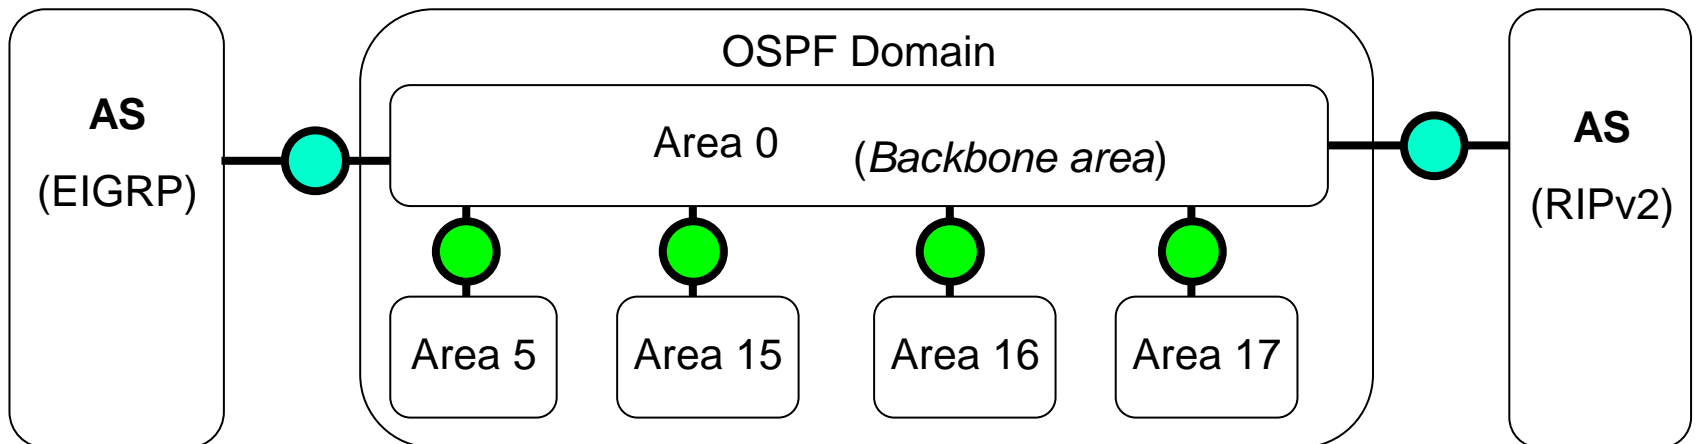 AS
(EIGRP)
OSPF Domain
Area 0 (Backbone area)
Area 5
Area 15
Area 16
Area 17
AS
(RIPv2)